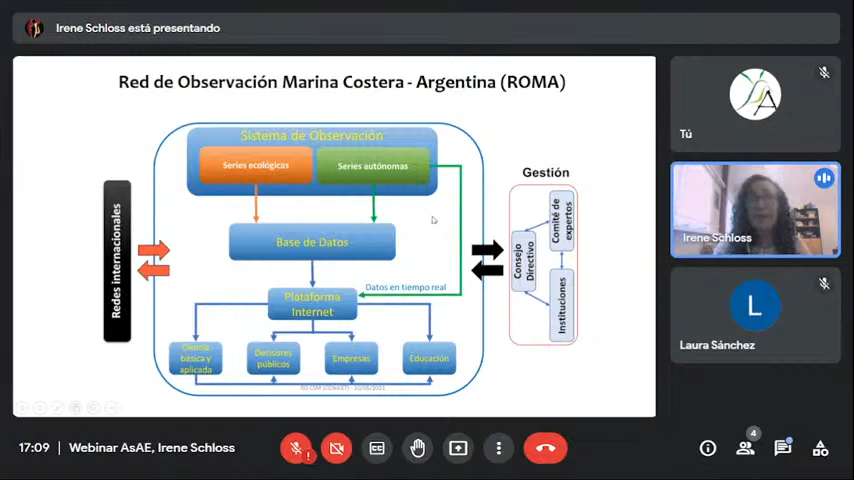 Irene Schloss está presentando
Red de Observación Marina Costera - Argentina (ROMA)
Sistema de Observación
Series ecológicas
Series autónomas
Base de Datos
Datos en tiempo real
Plataforma
Internet
Ciencia
básica y
aplicada
Decisores
públicos
Empresas
Educación
Redes internacionales
Gestión
Consejo
Directivo
Comité de
expertos
Instituciones
Tú
Irene Schloss
L
Laura Sánchez
17:09 | Webinar AsAE, Irene Schloss
4